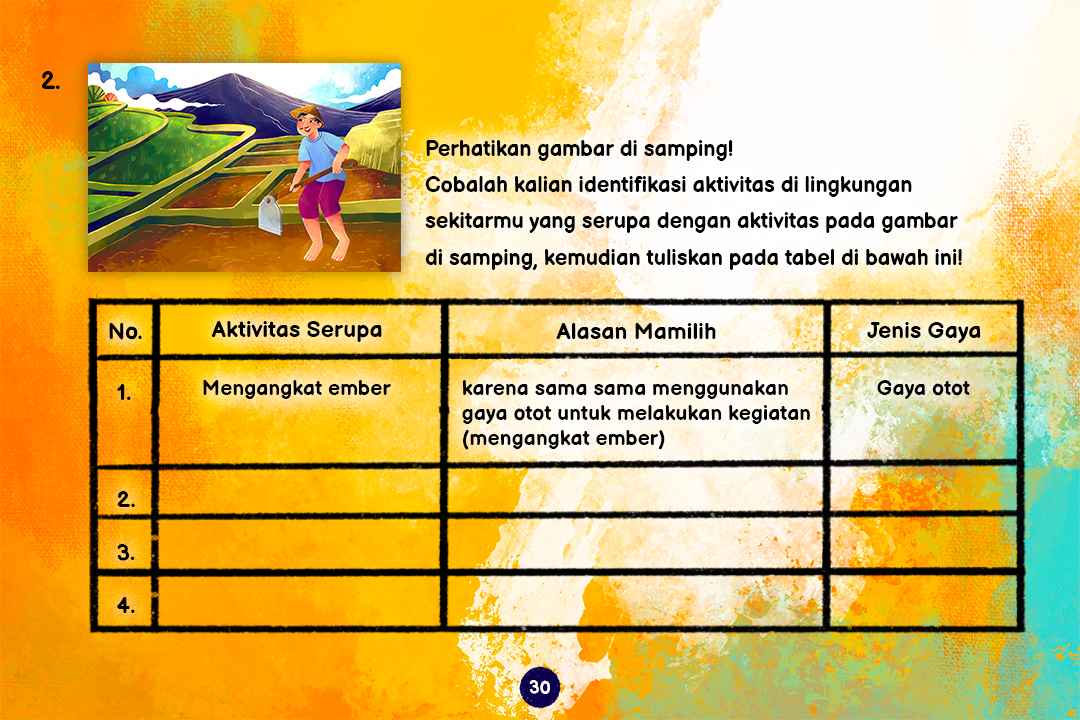 2.
Perhatikan gambar di samping!
Cobalah kalian identifikasi aktivitas di lingkungan
sekitarmu yang serupa dengan aktivitas pada gambar
di samping, kemudian tuliskan pada tabel di bawah ini!
No. Aktivitas Serupa Alasan Mamilih Jenis Gaya
1. Mengangkat ember karena sama sama menggunakan Gaya otot
gaya otot untuk melakukan kegiatan
(mengangkat ember)
2.
3.
4.
30